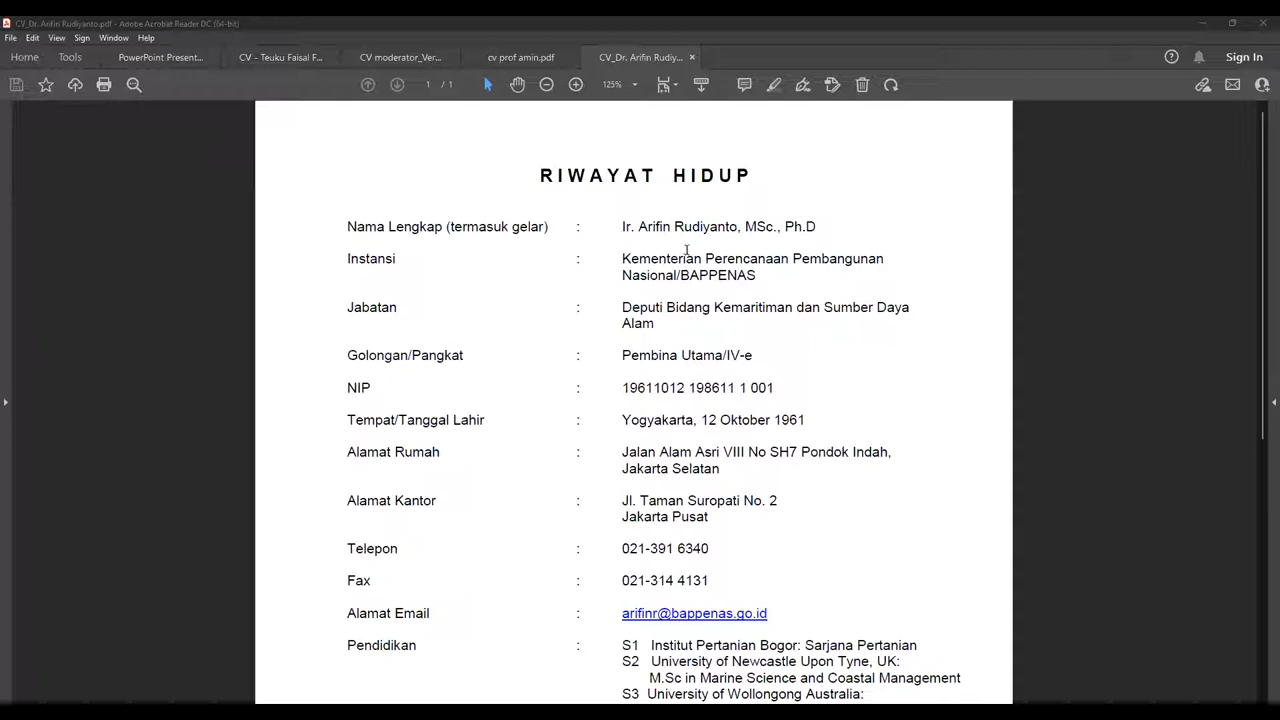 CV_Dr. Arifin Rudiyanto.pdf - Adobe Acrobat Reader DC (64-bit)
File Edit View Sign Window Help
Home Tools PowerPoint Present... CV - Teuku Faisal F... CV moderator_Ver... cv prof amin.pdf CV_Dr. Arifin Rudiy... × Sign In
1 / 1 125%
RIWAYAT HIDUP
Nama Lengkap (termasuk gelar) : Ir. Arifin Rudiyanto, MSc., Ph.D
Instansi : Kementerian Perencanaan Pembangunan
Nasional/BAPPENAS
Jabatan : Deputi Bidang Kemaritiman dan Sumber Daya
Alam
Golongan/Pangkat : Pembina Utama/IV-e
NIP : 19611012 198611 1 001
Tempat/Tanggal Lahir : Yogyakarta, 12 Oktober 1961
Alamat Rumah : Jalan Alam Asri VIII No SH7 Pondok Indah,
Jakarta Selatan
Alamat Kantor : Jl. Taman Suropati No. 2
Jakarta Pusat
Telepon : 021-391 6340
Fax : 021-314 4131
Alamat Email : arifinr@bappenas.go.id
Pendidikan : S1 Institut Pertanian Bogor: Sarjana Pertanian
S2 University of Newcastle Upon Tyne, UK:
M.Sc in Marine Science and Coastal Management
S3 University of Wollongong Australia: